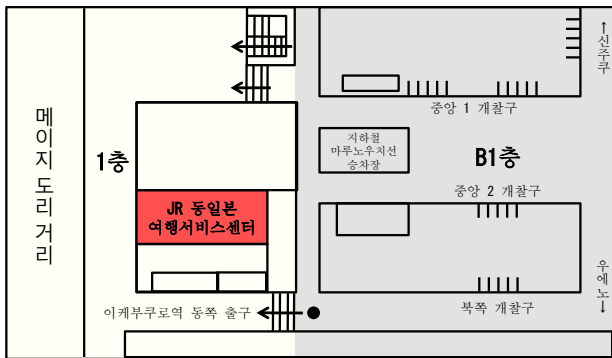 메이지 도리 거리
1층
JR 동일본
여행서비스센터
이케부쿠로역 동쪽 출구
중앙 1 개찰구
지하철
마루노우치선
승차장
B1층
중앙 2 개찰구
북쪽 개찰구
←신주쿠
우에노→